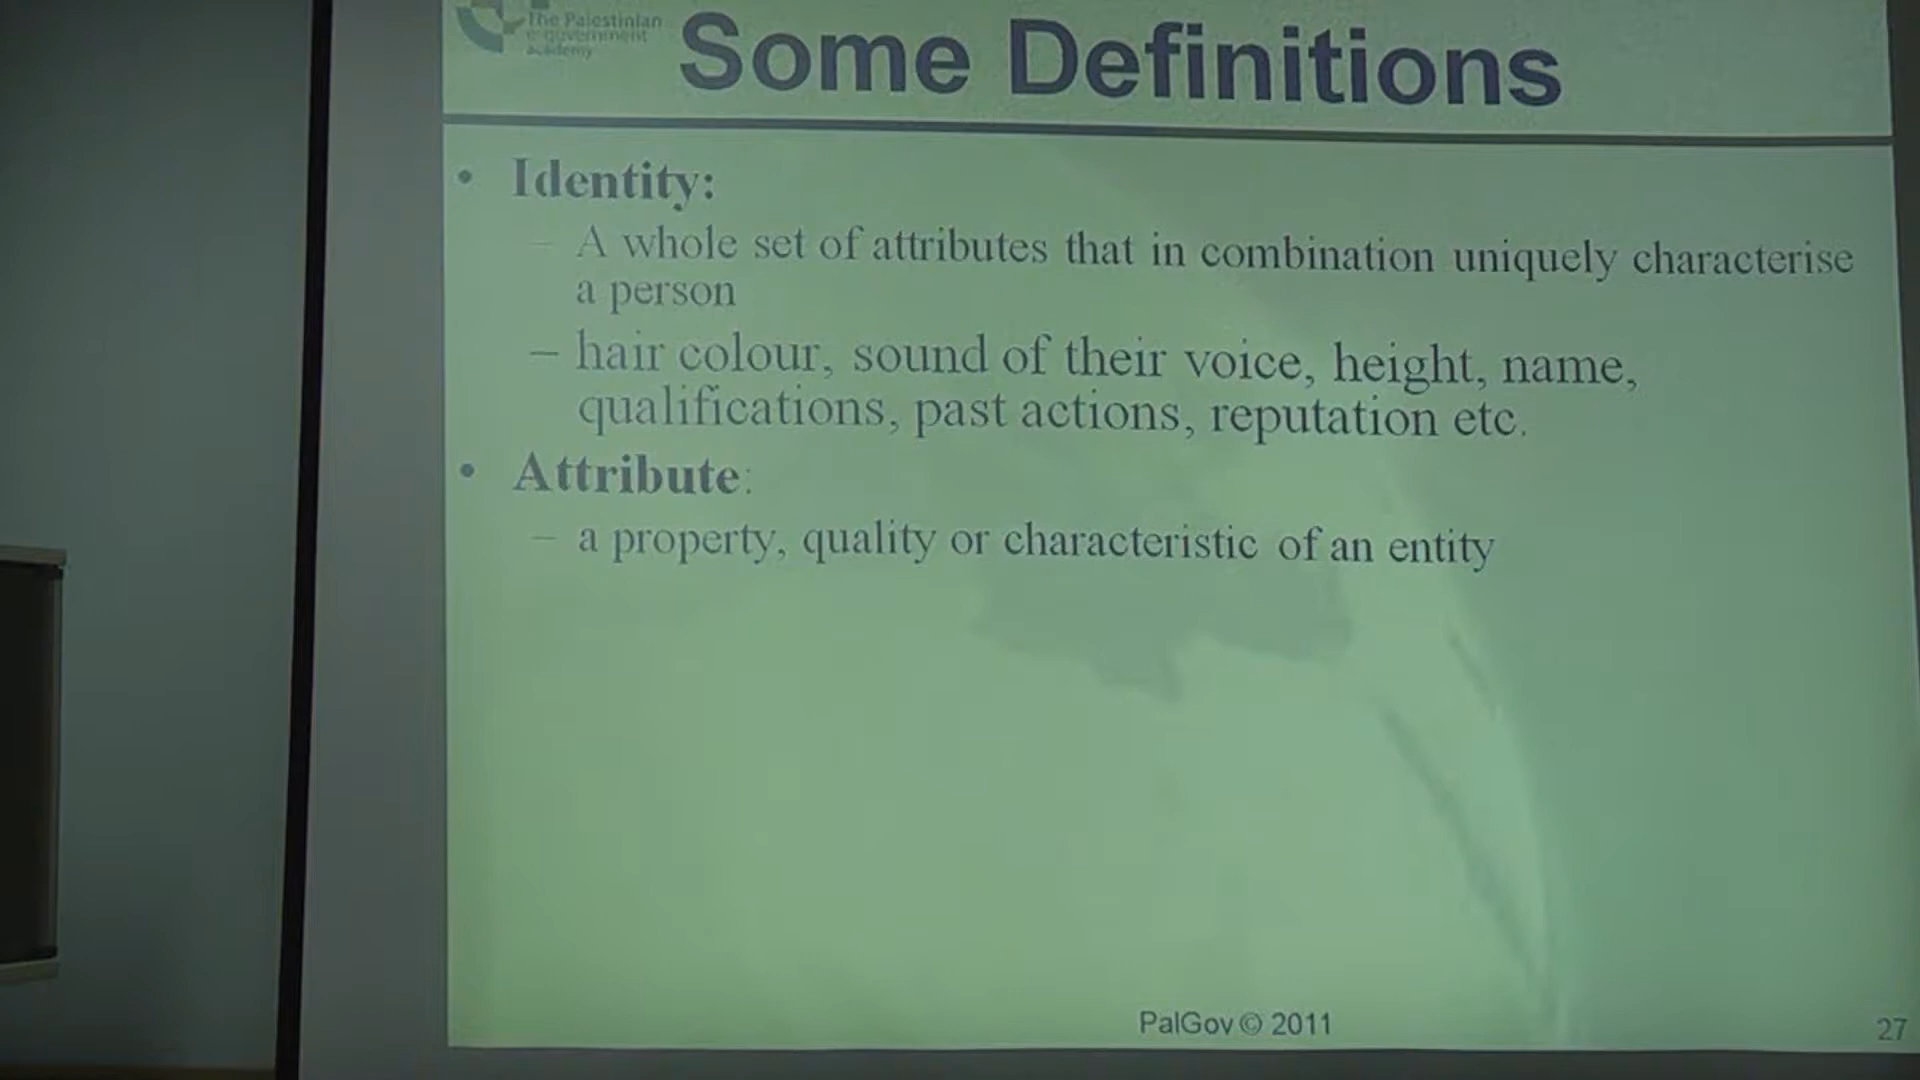 The Palestinian
e-government
academy
Some Definitions
• Identity:
– A whole set of attributes that in combination uniquely characterise
a person
– hair colour, sound of their voice, height, name,
qualifications, past actions, reputation etc.
• Attribute:
– a property, quality or characteristic of an entity
PalGov © 2011
27